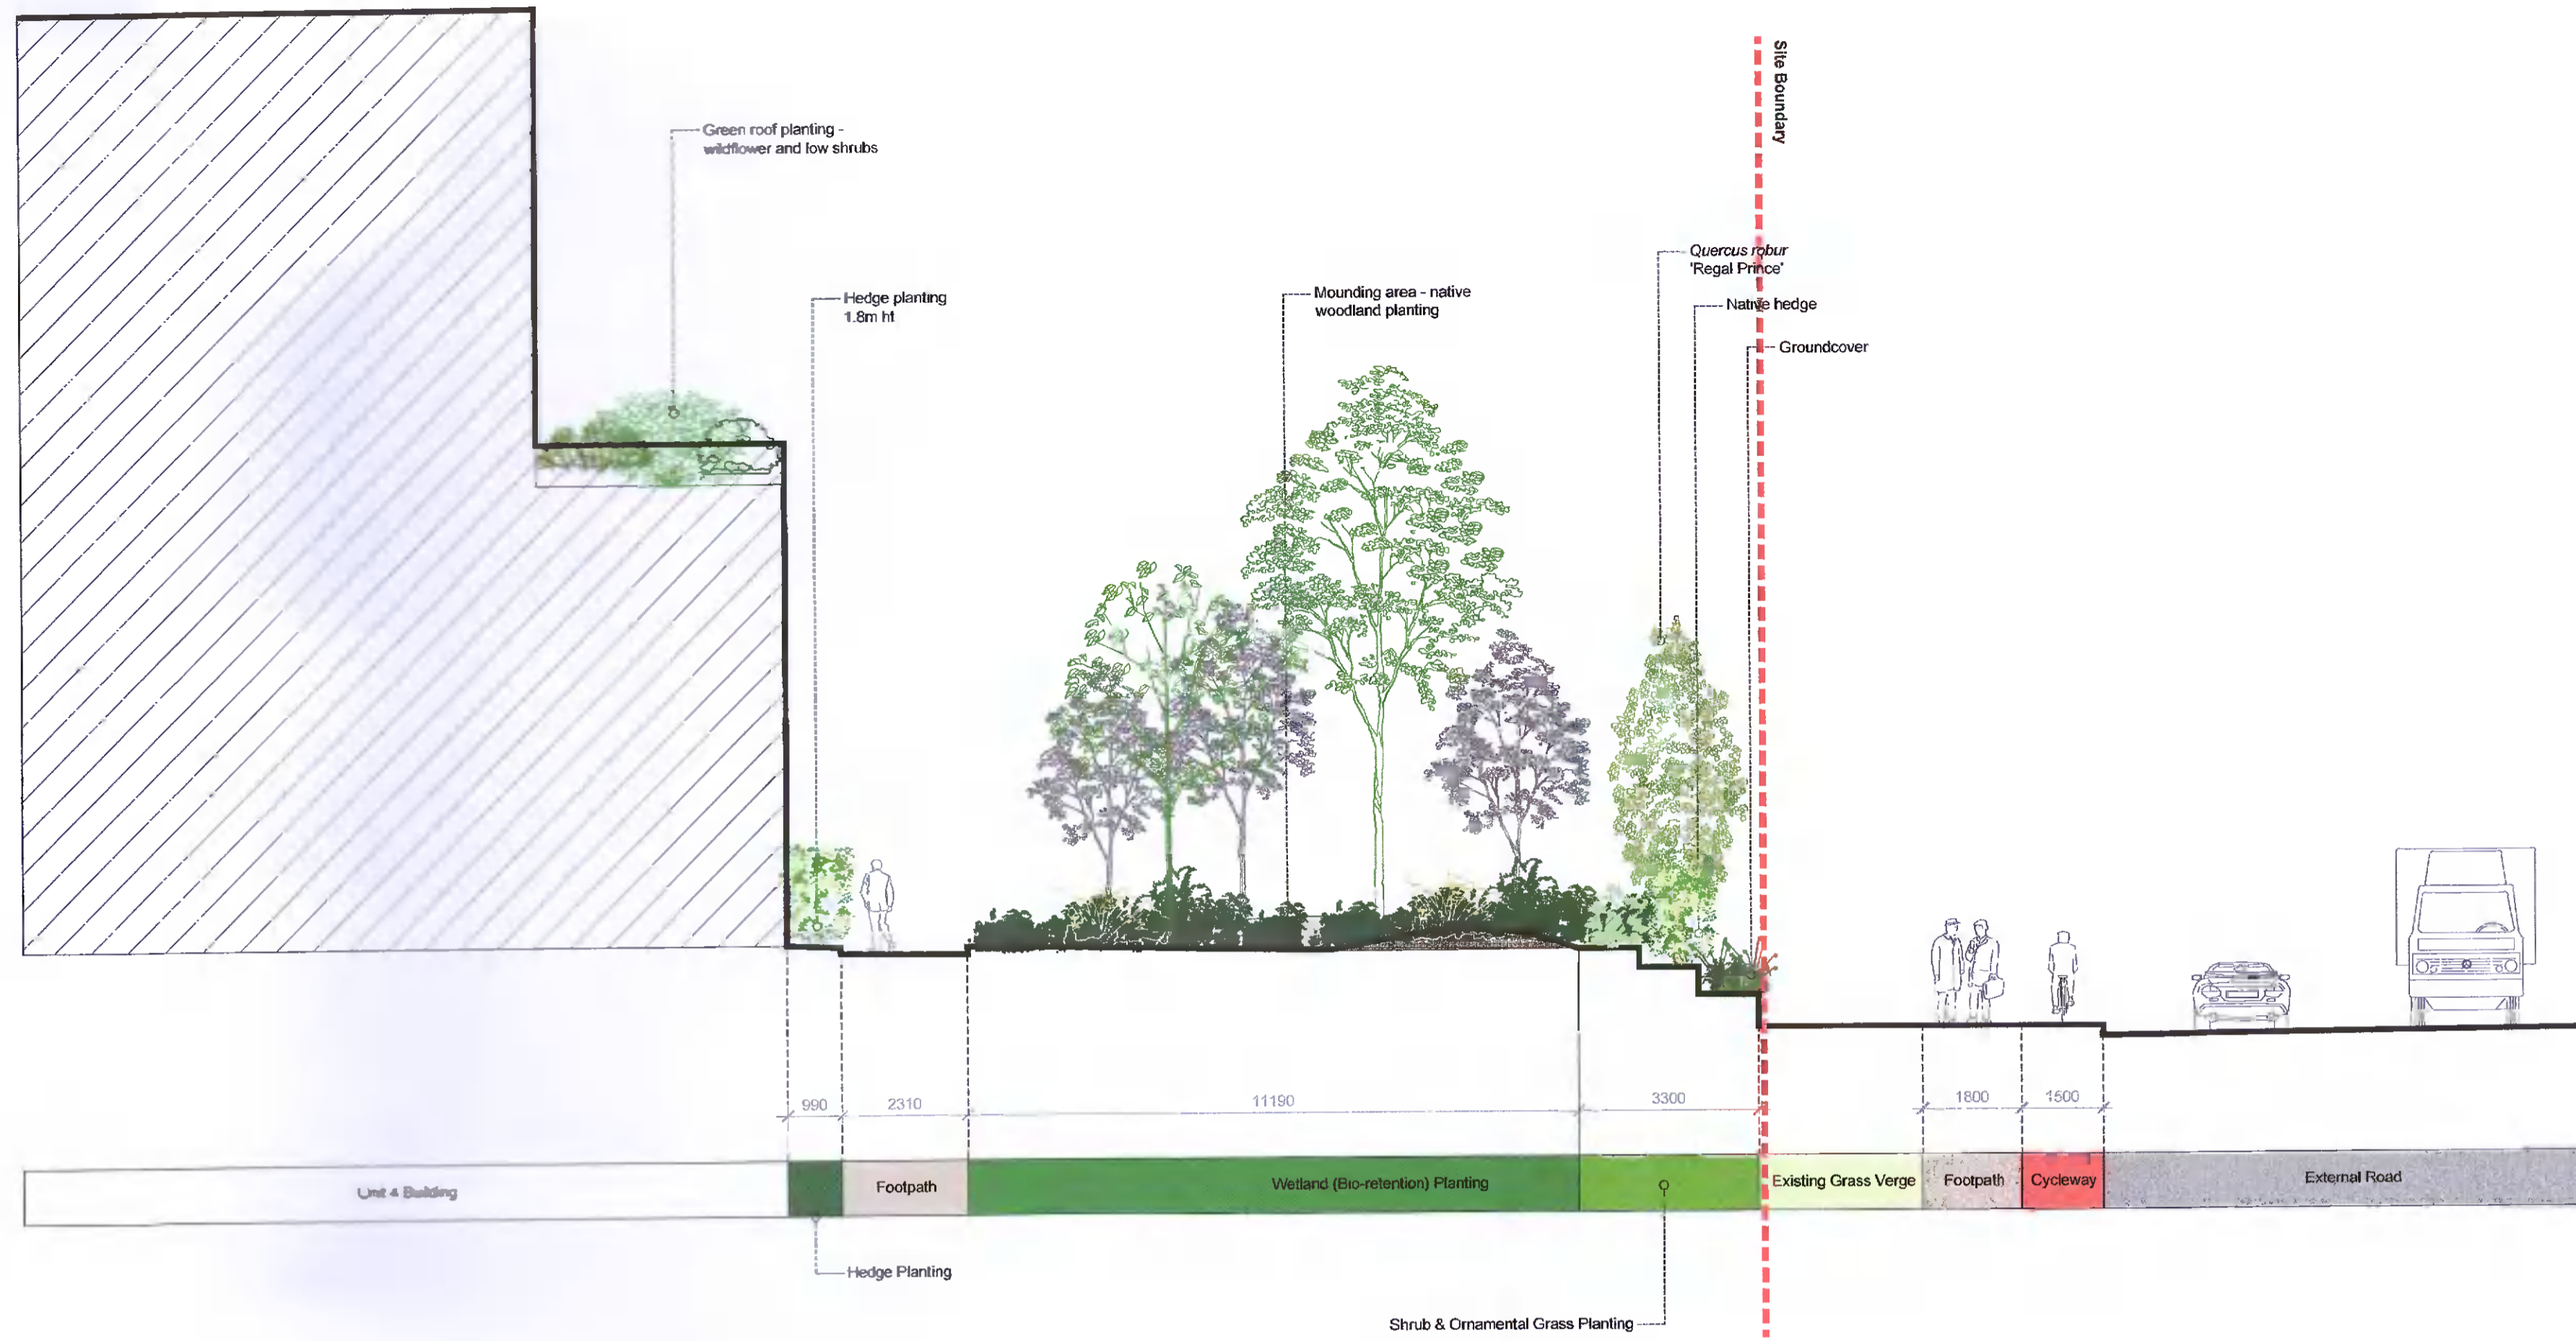 Site Boundary
Green roof planting -
wildflower and low shrubs
Quercus robur
'Regal Prince'
Hedge planting
1.8m ht
Mounding area - native
woodland planting
Native hedge
Groundcover
990
2310
11190
3300
1800
1500
Unit 4 Building
Footpath
Wetland (Bio-retention) Planting
Existing Grass Verge
Footpath
Cycleway
External Road
Hedge Planting
Shrub & Ornamental Grass Planting